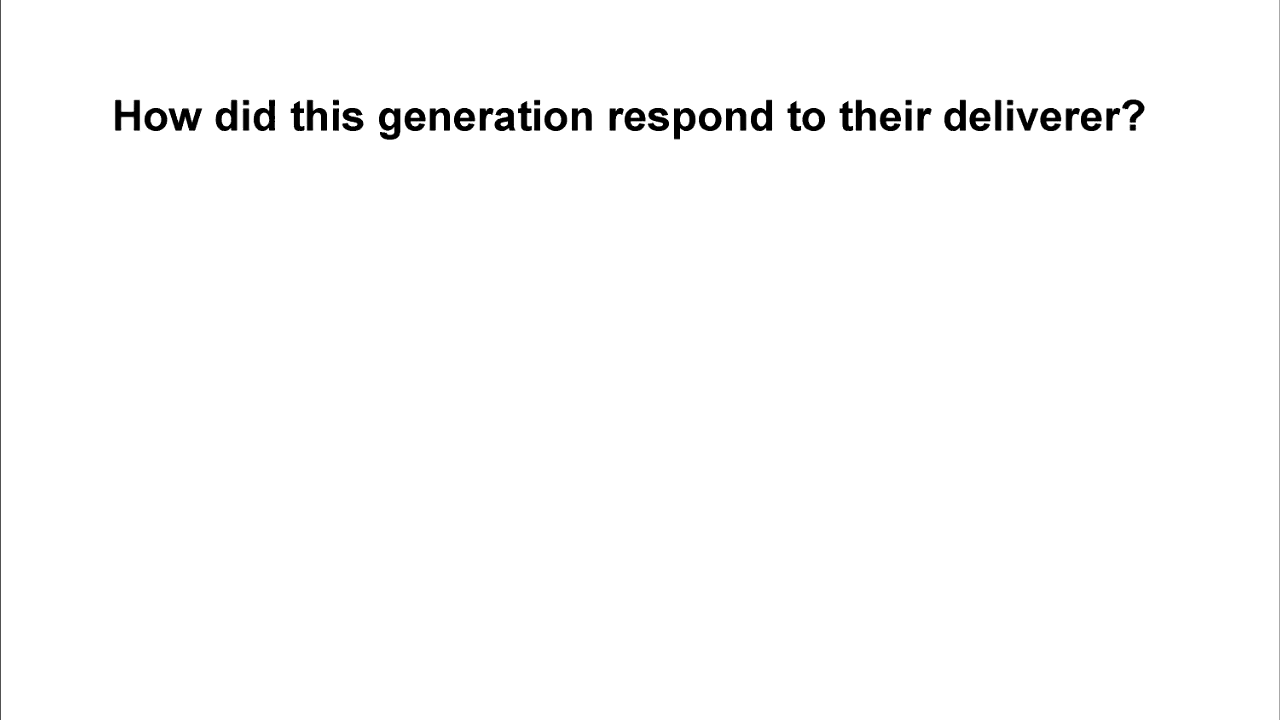 How did this generation respond to their deliverer?